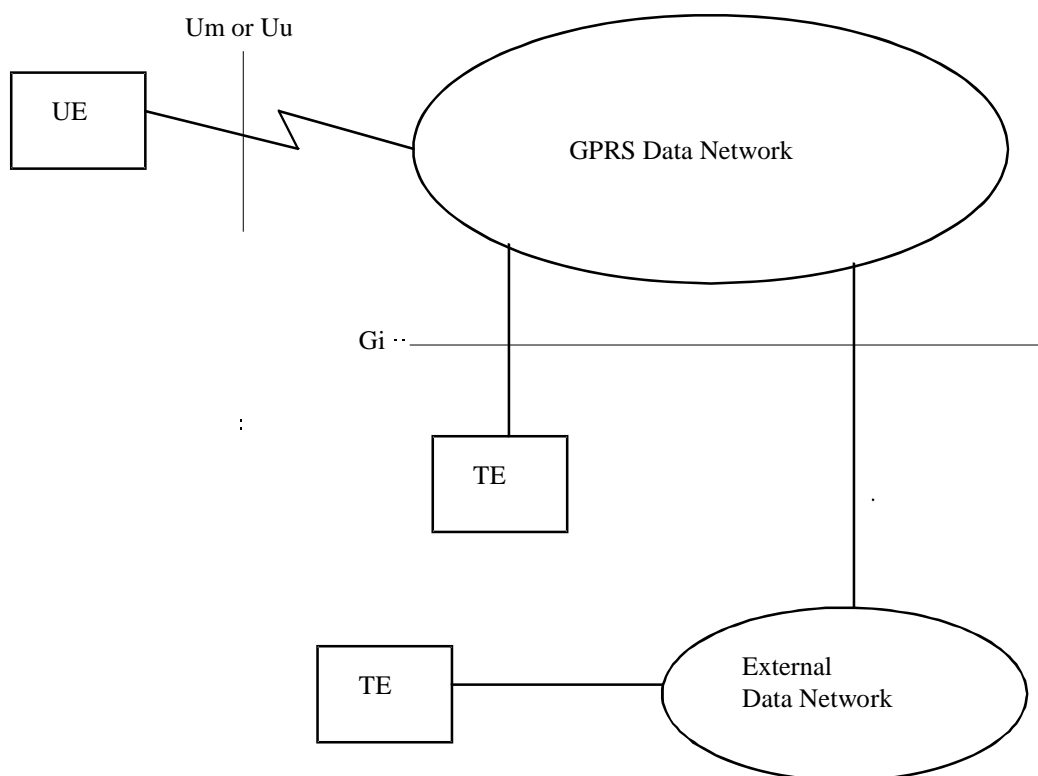 Um or Uu
UE
GPRS Data Network
Gi
TE
TE
External
Data Network